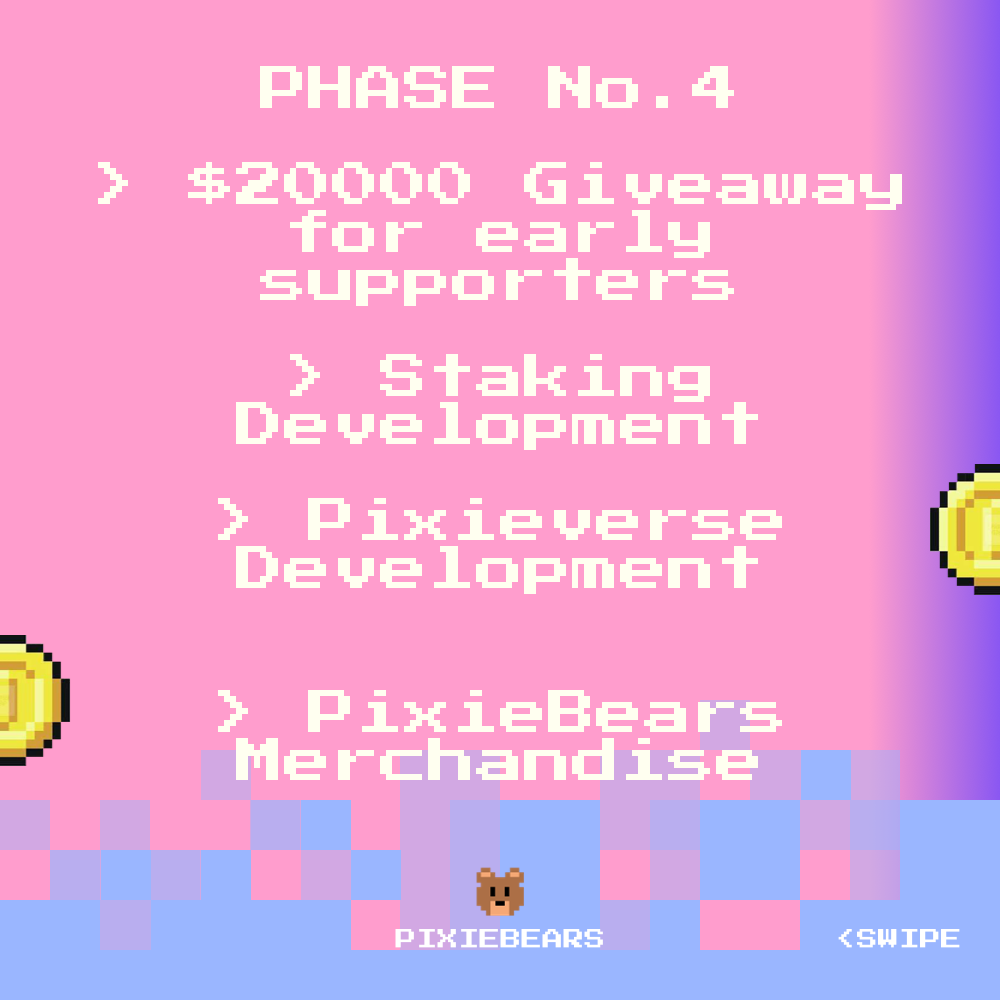 PHASE No.4
> $20000 Giveaway
for early
supporters
> Staking
Development
> Pixieverse
Development
> PixieBears
Merchandise
PIXIEBEARS
<SWIPE